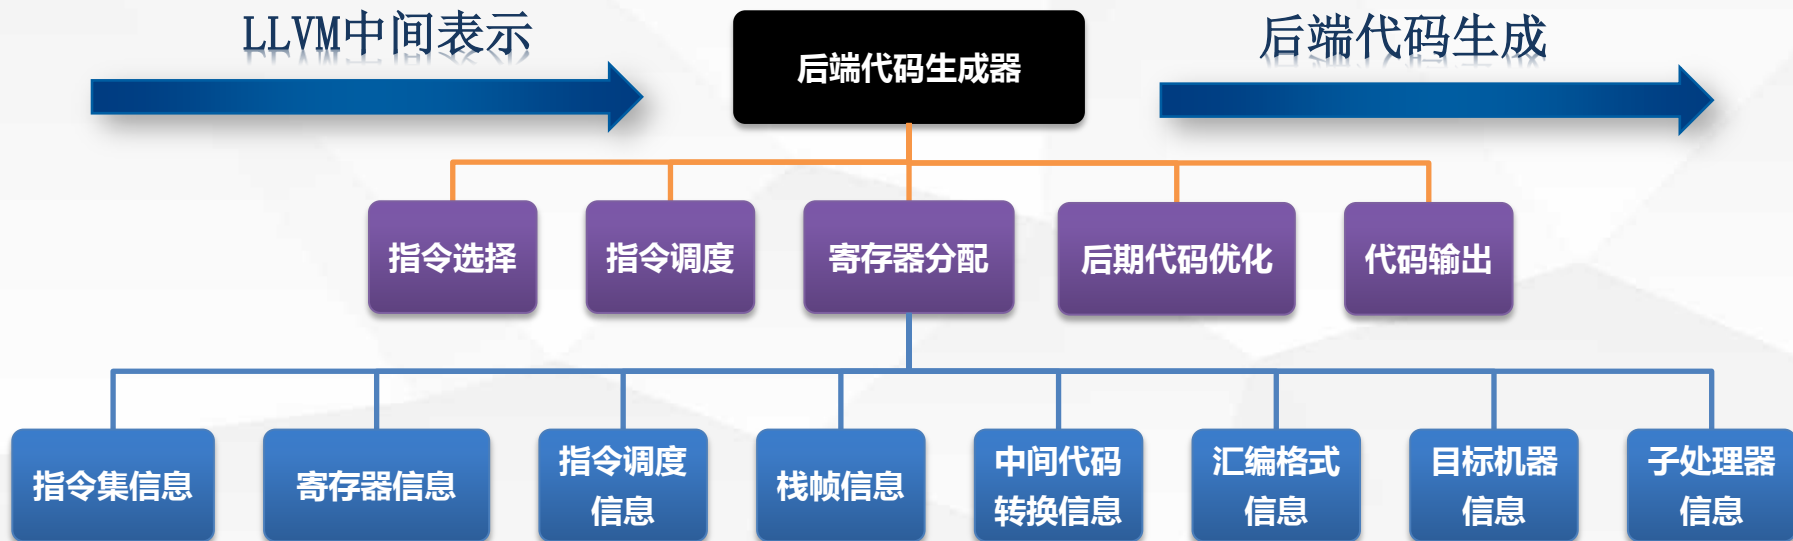 LLVM中间表示
后端代码生成器
后端代码生成
指令选择
指令调度
寄存器分配
后期代码优化
代码输出
指令集信息
寄存器信息
指令调度
信息
栈帧信息
中间代码
转换信息
汇编格式
信息
目标机器
信息
子处理器
信息